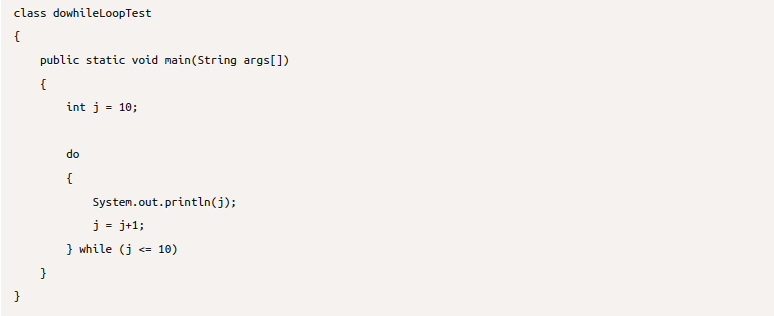 class dowhileLoopTest
{
    public static void main(String args[])
    {
        int j = 10;
        do
        {
            System.out.println(j);
            j = j+1;
        } while (j <= 10)
    }
}